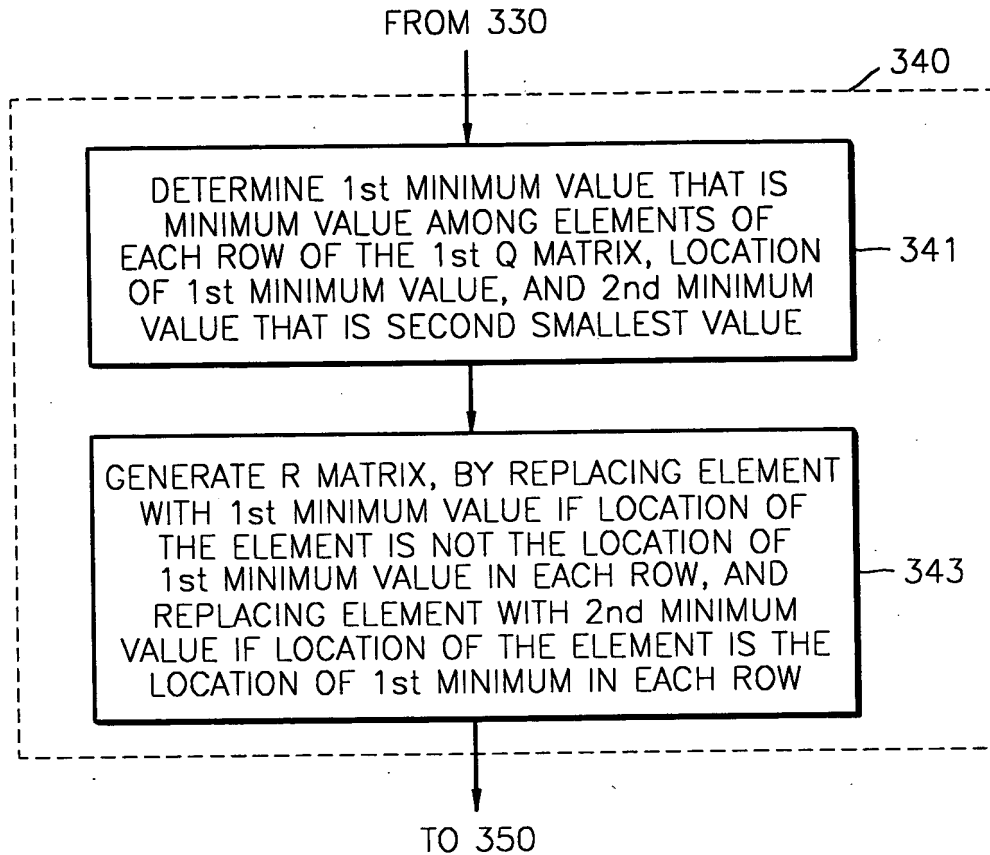 FROM 330
340
DETERMINE 1st MINIMUM VALUE THAT IS
MINIMUM VALUE AMONG ELEMENTS OF
EACH ROW OF THE 1st Q MATRIX, LOCATION
OF 1st MINIMUM VALUE, AND 2nd MINIMUM
VALUE THAT IS SECOND SMALLEST VALUE
341
GENERATE R MATRIX, BY REPLACING ELEMENT
WITH 1st MINIMUM VALUE IF LOCATION OF
THE ELEMENT IS NOT THE LOCATION OF
1st MINIMUM VALUE IN EACH ROW, AND
REPLACING ELEMENT WITH 2nd MINIMUM
VALUE IF LOCATION OF THE ELEMENT IS THE
LOCATION OF 1st MINIMUM IN EACH ROW
343
TO 350